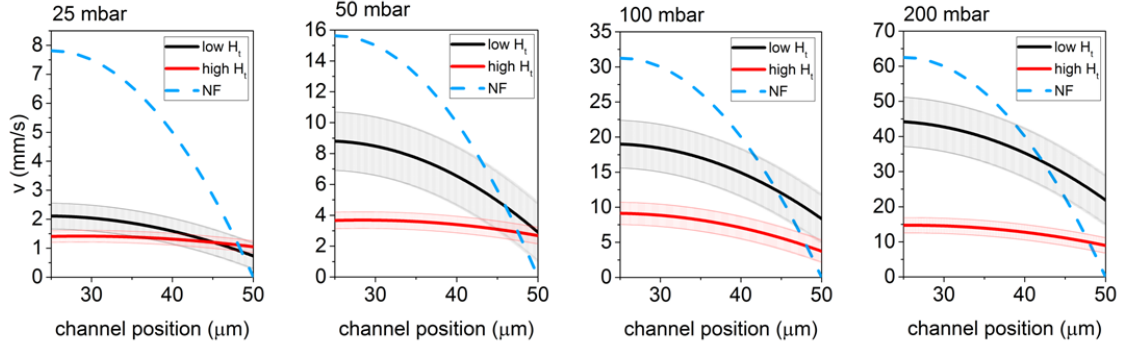 25 mbar
50 mbar
100 mbar
200 mbar
v (mm/s)
8
7
6
5
4
3
2
1
0
low Hₜ
high Hₜ
NF
30
40
50
channel position (μm)
16
14
12
10
8
6
4
2
0
low Hₜ
high Hₜ
NF
30
40
50
channel position (μm)
35
30
25
20
15
10
5
0
low Hₜ
high Hₜ
NF
30
40
50
channel position (μm)
70
60
50
40
30
20
10
0
low Hₜ
high Hₜ
NF
30
40
50
channel position (μm)